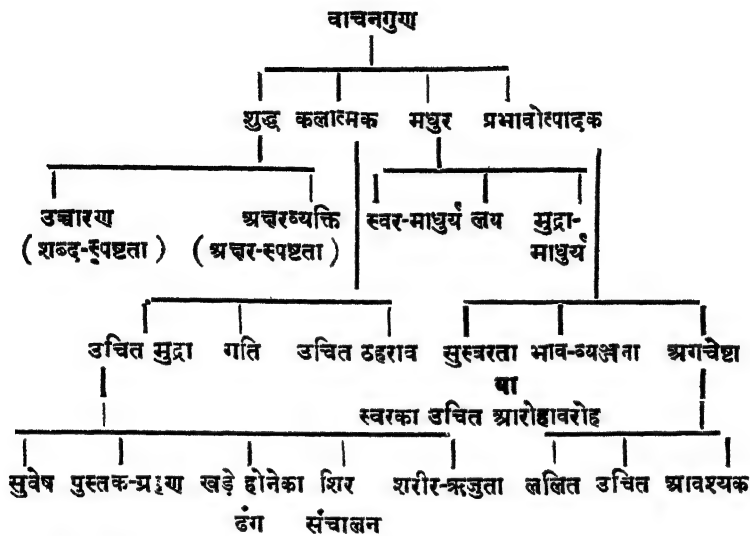 वाचनगुण
शुद्ध कलात्मक मधुर प्रभावोत्पादक
उच्चारण अक्षरव्यक्ति स्वर-माधुर्य लय मुद्रा-
(शब्द-स्पष्टता) (अक्षर-स्पष्टता) माधुर्य
उचित मुद्रा गति उचित ठहराव सुस्वरता भाव-व्यञ्जना अगचेष्टा
या
स्वरका उचित आरोहावरोह
सुवेष पुस्तक-ग्रहण खड़े होनेका शिर शरीर-ऋजुता ललित उचित आवश्यक
ढंग संचालन